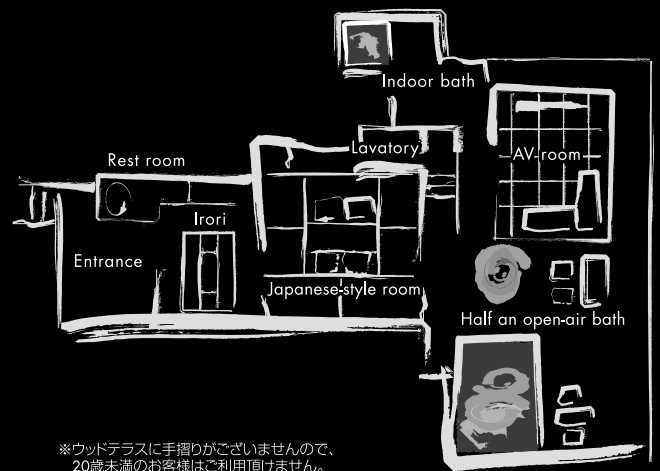 Indoor bath
Lavatory
AV room
Rest room
Irori
Entrance
Japanese-style room
Half an open-air bath
※ウッドテラスに手摺りがございませんので、
20歳未満のお客様はご利用頂けません。